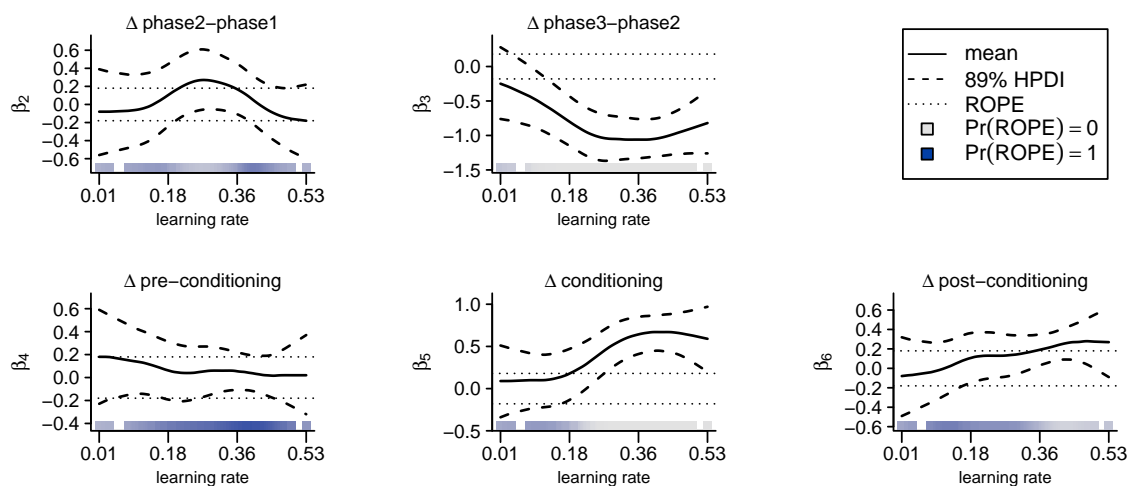 Δ phase2−phase1
β2
0.6
0.4
0.2
0.0
−0.2
−0.4
−0.6
0.01 0.18 0.36 0.53
learning rate
Δ phase3−phase2
β3
0.0
−0.5
−1.0
−1.5
0.01 0.18 0.36 0.53
learning rate
mean
89% HPDI
ROPE
Pr(ROPE) = 0
Pr(ROPE) = 1
Δ pre−conditioning
β4
0.6
0.4
0.2
0.0
−0.2
−0.4
0.01 0.18 0.36 0.53
learning rate
Δ conditioning
β5
1.0
0.5
0.0
−0.5
0.01 0.18 0.36 0.53
learning rate
Δ post−conditioning
β6
0.6
0.4
0.2
0.0
−0.2
−0.4
−0.6
0.01 0.18 0.36 0.53
learning rate